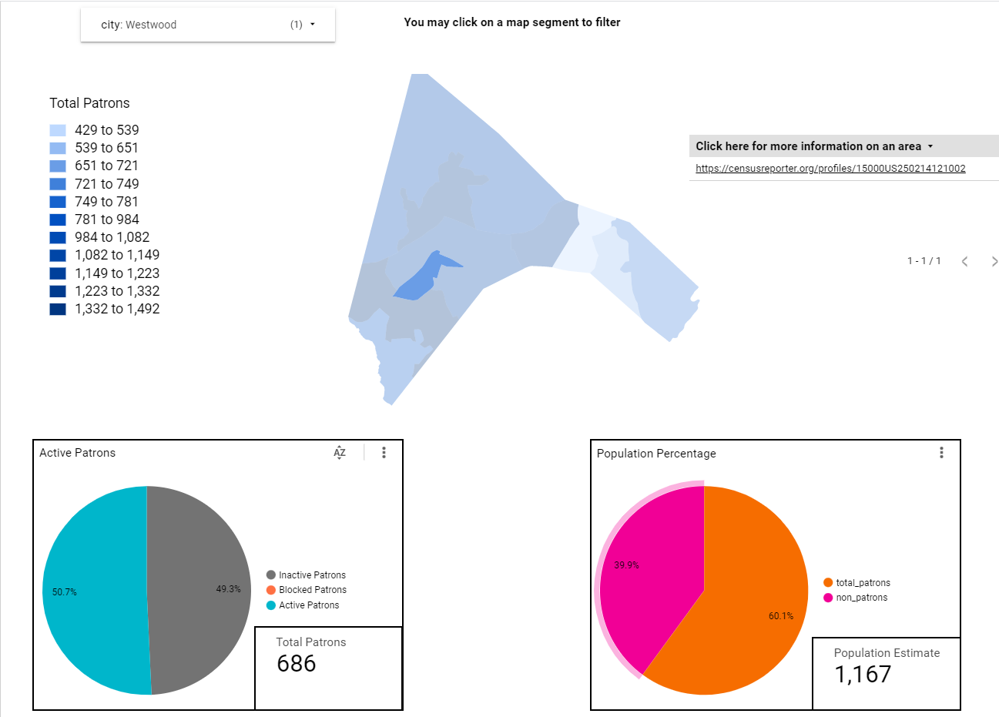 city: Westwood (1)
You may click on a map segment to filter
Total Patrons
429 to 539
539 to 651
651 to 721
721 to 749
749 to 781
781 to 984
984 to 1,082
1,082 to 1,149
1,149 to 1,223
1,223 to 1,332
1,332 to 1,492
Click here for more information on an area
https://censusreporter.org/profiles/15000US250214121002
1 - 1 / 1
Active Patrons
AZ
50.7%
49.3%
Inactive Patrons
Blocked Patrons
Active Patrons
Total Patrons
686
Population Percentage
39.9%
60.1%
total_patrons
non_patrons
Population Estimate
1,167